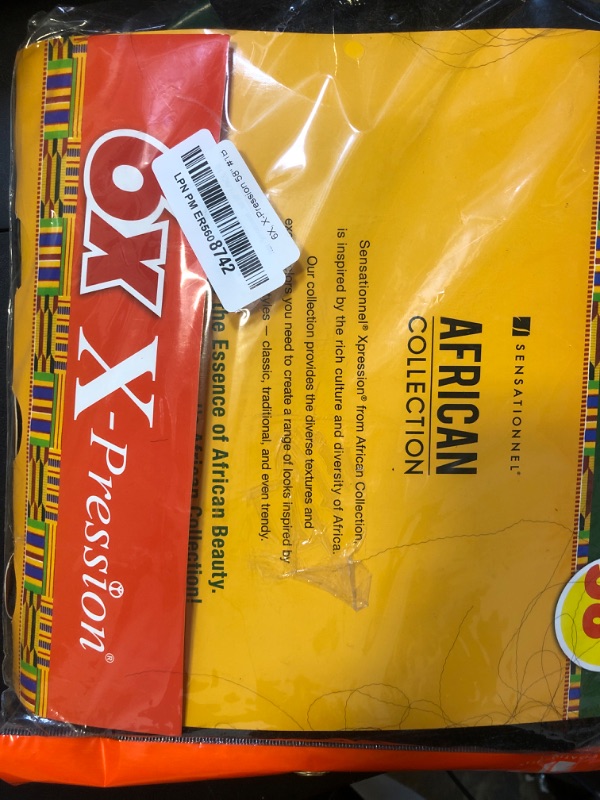 SENSATIONNEL®
AFRICAN
COLLECTION
Sensationnel® Xpression® from African Collection
is inspired by the rich culture and diversity of Africa.
Our collection provides the diverse textures and
you need to create a range of looks inspired by
– classic, traditional, and even trendy.
the Essence of African Beauty.
African Collection!
6X X-Pression®
6X X-Pression 58"
#1b
LPN PM ER5608742